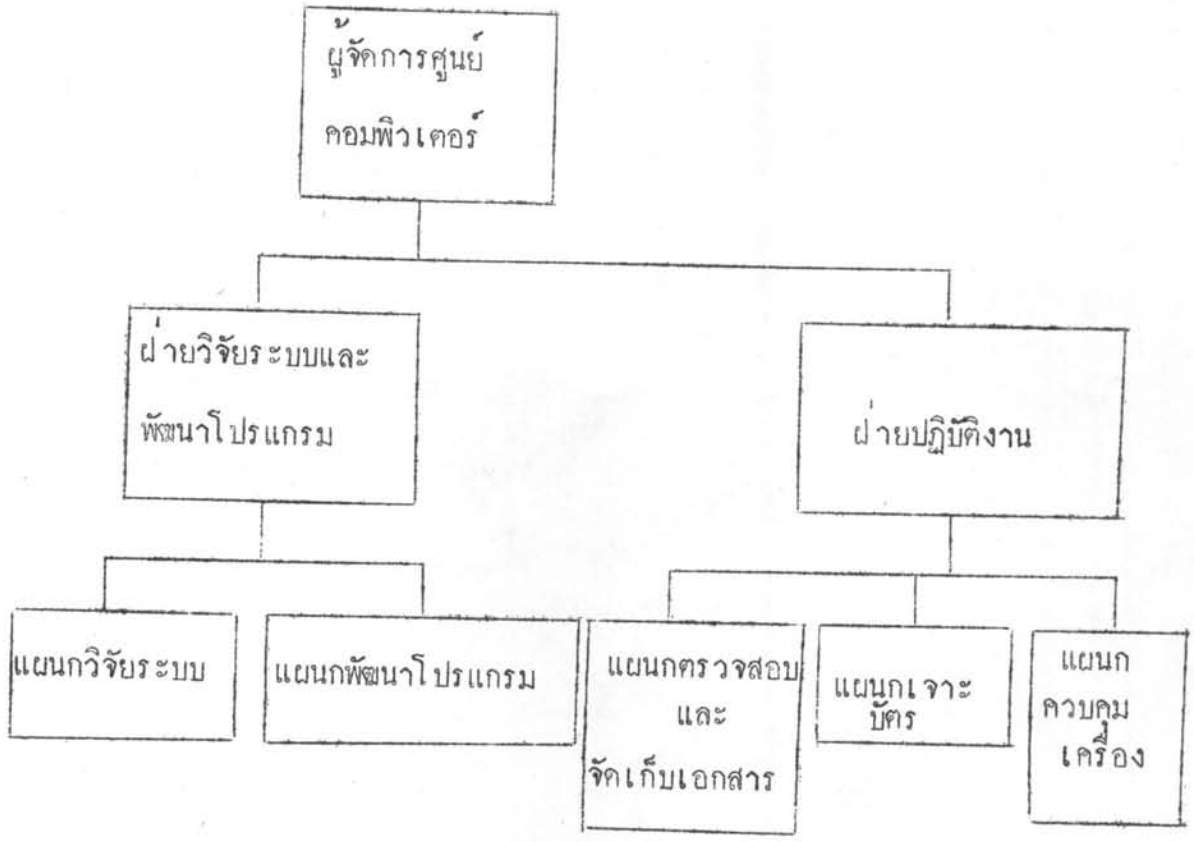 ผู้จัดการศูนย์
คอมพิวเตอร์
ฝ่ายวิจัยระบบและ
พัฒนาโปรแกรม
ฝ่ายปฏิบัติงาน
แผนกวิจัยระบบ
แผนกพัฒนาโปรแกรม
แผนกตรวจสอบ
และ
จัดเก็บเอกสาร
แผนกเจาะ
บัตร
แผนก
ควบคุม
เครื่อง